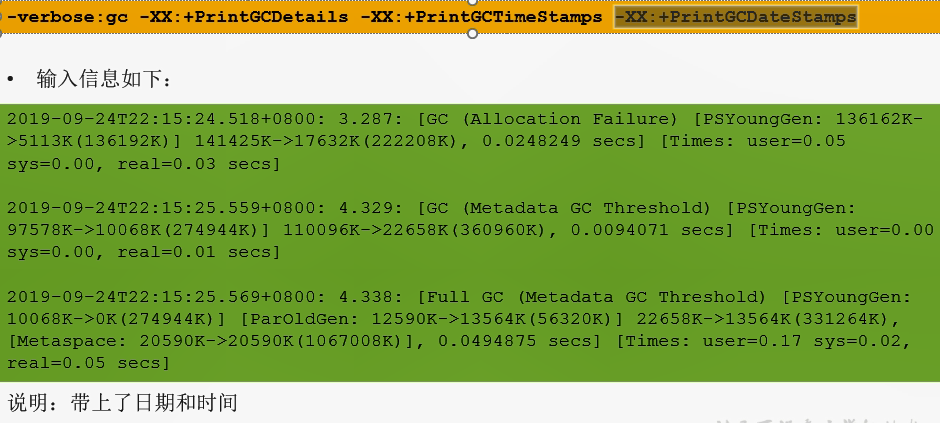 -verbose:gc -XX:+PrintGCDetails -XX:+PrintGCTimeStamps -XX:+PrintGCDateStamps
• 输入信息如下：
2019-09-24T22:15:24.518+0800: 3.287: [GC (Allocation Failure) [PSYoungGen: 136162K-
>5113K(136192K)] 141425K->17632K(222208K), 0.0248249 secs] [Times: user=0.05
sys=0.00, real=0.03 secs]
2019-09-24T22:15:25.559+0800: 4.329: [GC (Metadata GC Threshold) [PSYoungGen:
97578K->10068K(274944K)] 110096K->22658K(360960K), 0.0094071 secs] [Times: user=0.00
sys=0.00, real=0.01 secs]
2019-09-24T22:15:25.569+0800: 4.338: [Full GC (Metadata GC Threshold) [PSYoungGen:
10068K->0K(274944K)] [ParOldGen: 12590K->13564K(56320K)] 22658K->13564K(331264K),
[Metaspace: 20590K->20590K(1067008K)], 0.0494875 secs] [Times: user=0.17 sys=0.02,
real=0.05 secs]
说明：带上了日期和时间